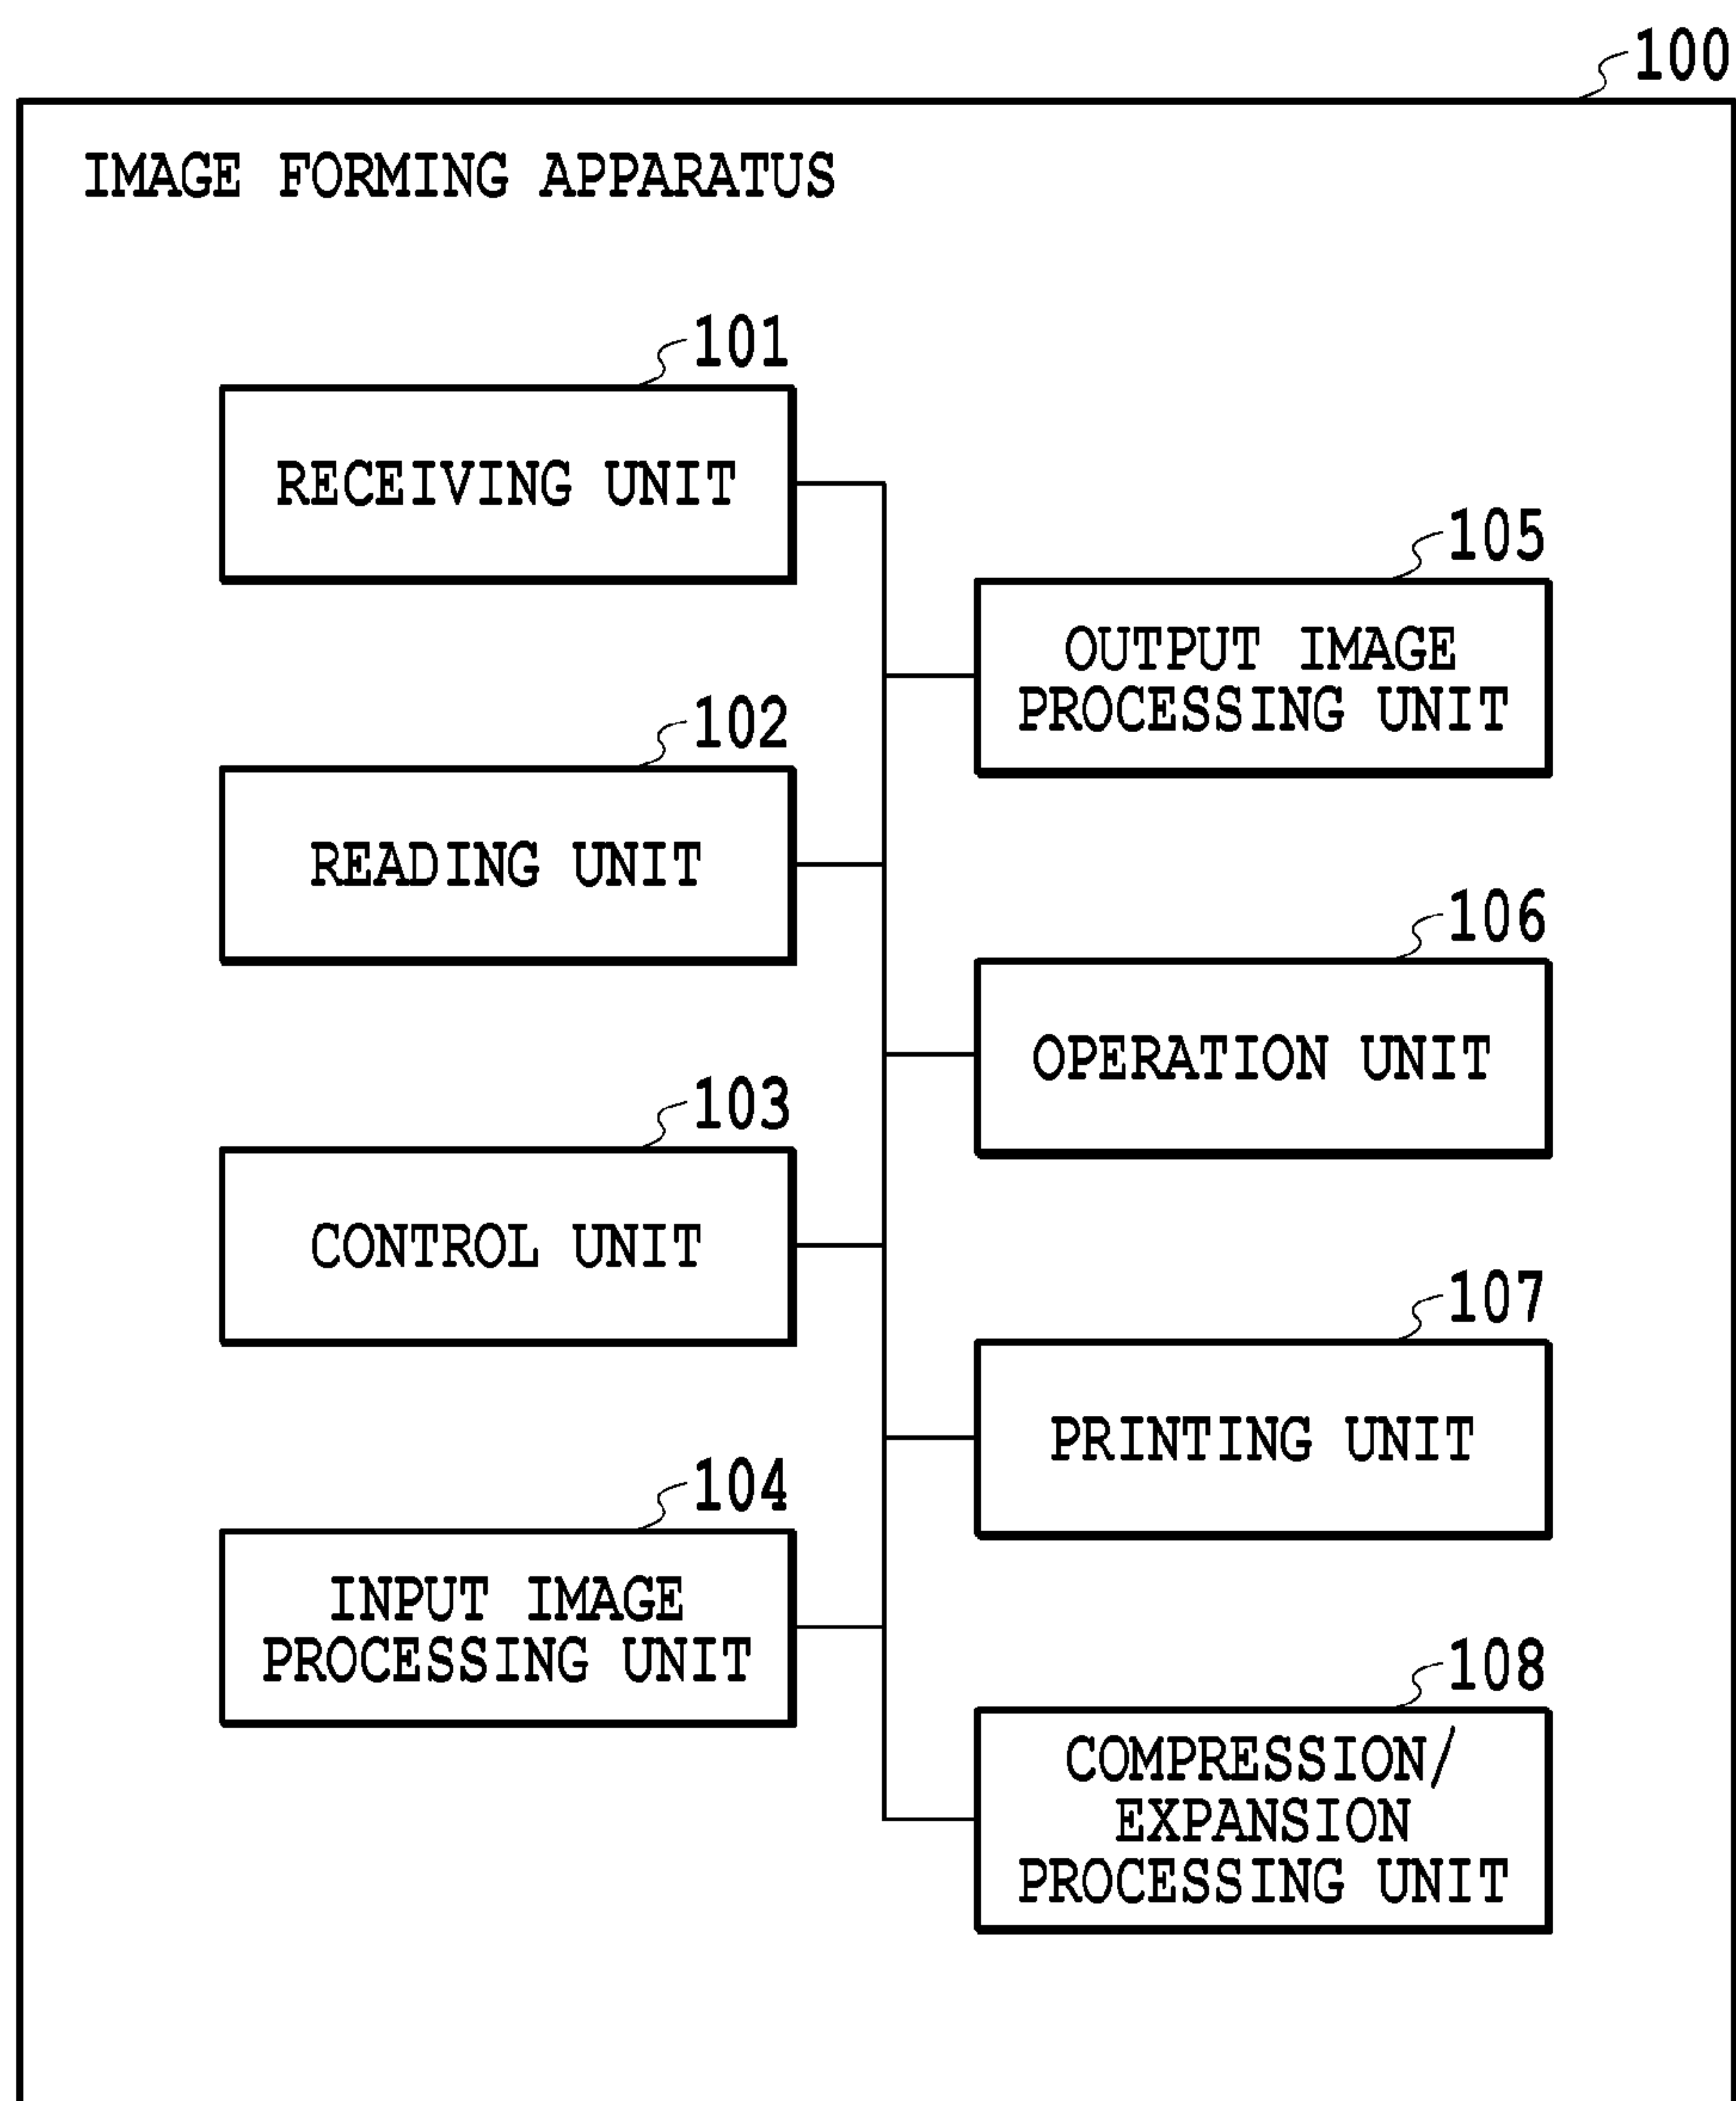 100
IMAGE FORMING APPARATUS
101
RECEIVING UNIT
102
READING UNIT
103
CONTROL UNIT
104
INPUT IMAGE
PROCESSING UNIT
105
OUTPUT IMAGE
PROCESSING UNIT
106
OPERATION UNIT
107
PRINTING UNIT
108
COMPRESSION/
EXPANSION
PROCESSING UNIT